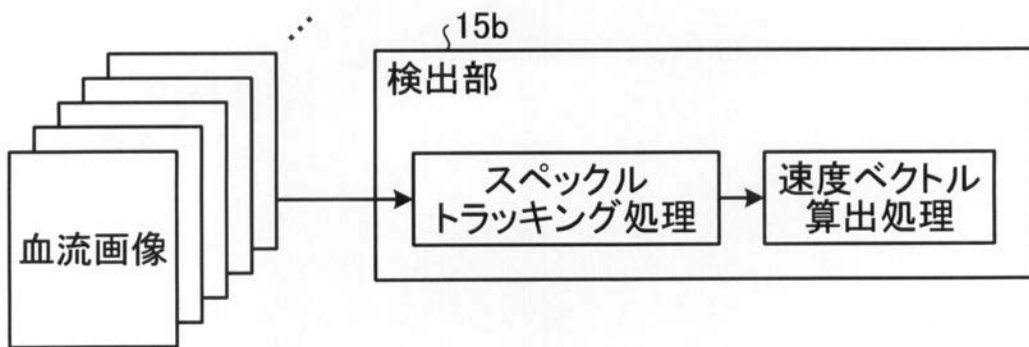 15b
検出部
スペックル
トラッキング処理
速度ベクトル
算出処理
血流画像